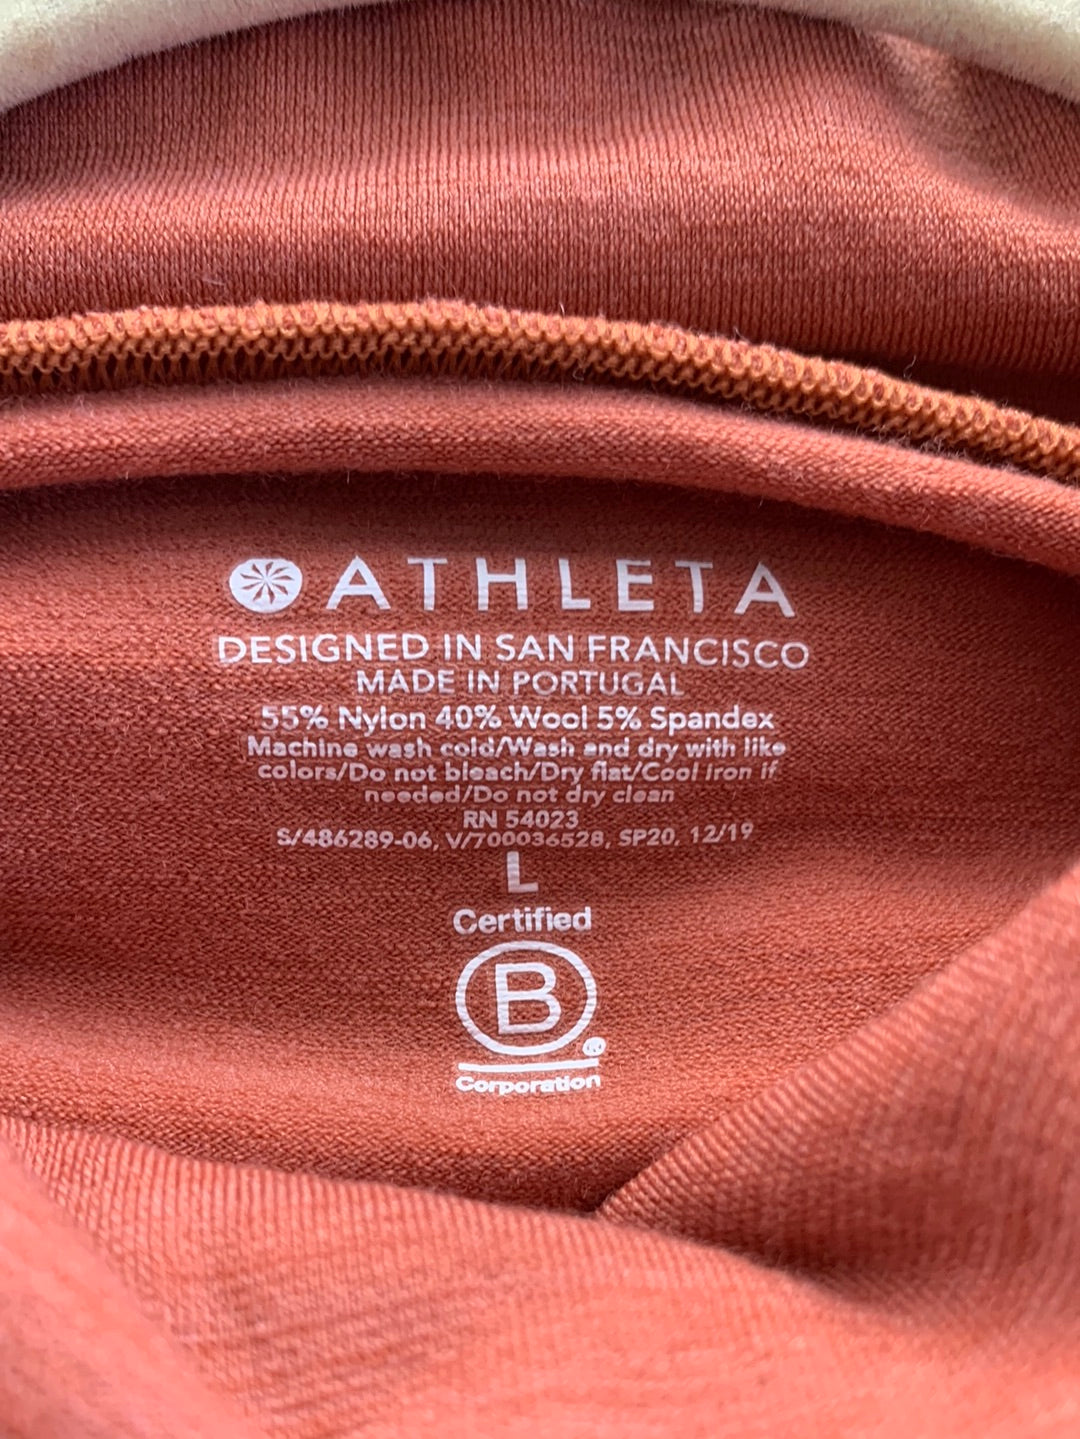 ATHLETA
DESIGNED IN SAN FRANCISCO
MADE IN PORTUGAL
55% Nylon 40% Wool 5% Spandex
Machine wash cold/Wash and dry with like
colors/Do not bleach/Dry flat/Cool iron if
needed/Do not dry clean
RN 54023
S/486289-06, V/700036528, SP20, 12/19
L
Certified
B
®
Corporation